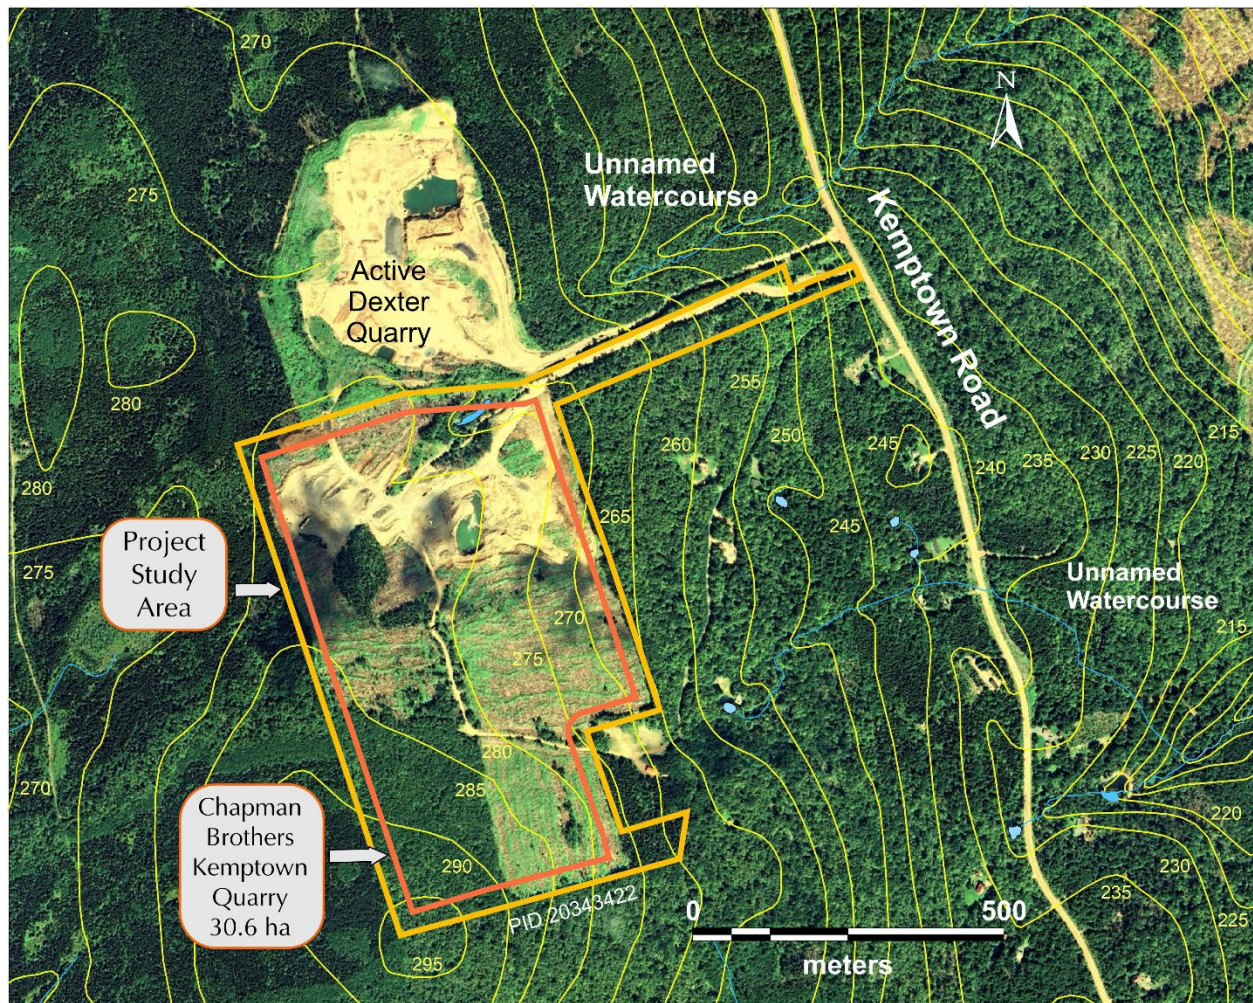 270
N
Unnamed
Watercourse
275
Kemptown Road
Active
Dexter
Quarry
280
280
255
260
250
245
240
235
230
225
220
215
265
245
275
Project
Study
Area
Unnamed
Watercourse
270
215
275
270
280
285
Chapman
Brothers
Kemptown
Quarry
30.6 ha
290
220
230
235
225
PID 20343422
0
500
295
meters